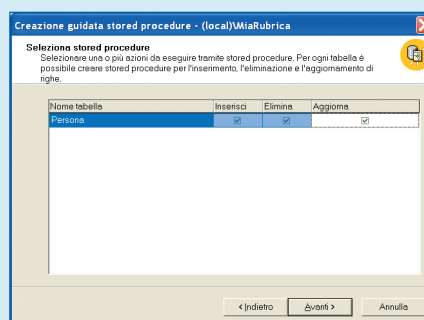 Creazione guidata stored procedure - (local)\MiaRubrica
Seleziona stored procedure
Selezionare una o più azioni da eseguire tramite stored procedure. Per ogni tabella è
possibile creare stored procedure per l'inserimento, l'eliminazione e l'aggiornamento di
righe.
Nome tabella Inserisci Elimina Aggiorna
Persona
< Indietro Avanti > Annulla